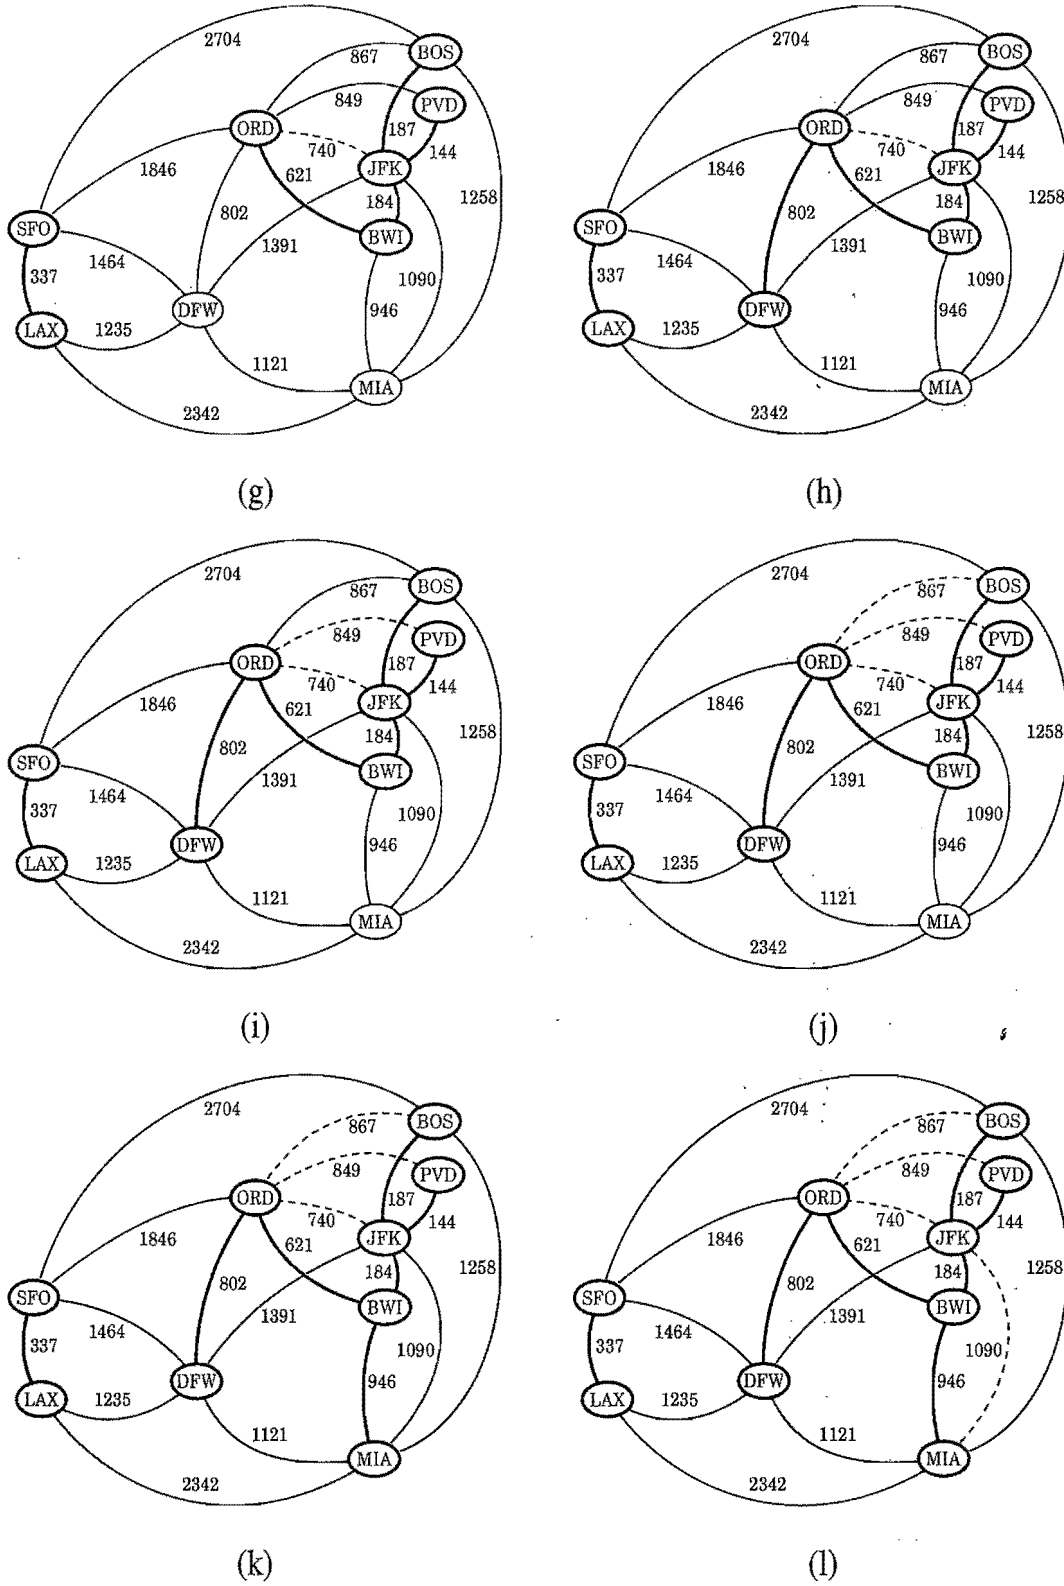 2704
BOS
867
PVD
849
ORD
187
144
740
JFK
1846
621
1258
184
802
SFO
BWI
1391
1464
337
1090
DFW
946
LAX
1235
1121
MIA
2342
(g)
2704
BOS
867
PVD
849
ORD
187
144
740
JFK
1846
621
1258
184
802
SFO
BWI
1391
1464
337
1090
DFW
946
LAX
1235
1121
MIA
2342
(h)
2704
BOS
867
PVD
849
ORD
187
144
740
JFK
1846
621
1258
184
802
SFO
BWI
1391
1464
337
1090
DFW
946
LAX
1235
1121
MIA
2342
(i)
2704
BOS
867
PVD
849
ORD
187
144
740
JFK
1846
621
1258
184
802
SFO
BWI
1391
1464
337
1090
DFW
946
LAX
1235
1121
MIA
2342
(j)
2704
BOS
867
PVD
849
ORD
187
144
740
JFK
1846
621
1258
184
802
SFO
BWI
1391
1464
337
1090
DFW
946
LAX
1235
1121
MIA
2342
(k)
2704
BOS
867
PVD
849
ORD
187
144
740
JFK
1846
621
1258
184
802
SFO
BWI
1391
1464
337
1090
DFW
946
LAX
1235
1121
MIA
2342
(l)